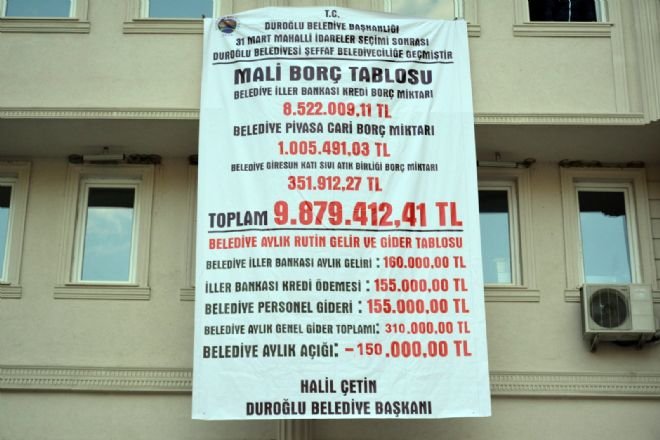 T.C.
DUROĞLU BELEDİYE BAŞKANLIĞI
31 MART MAHALLİ İDARELER SEÇİMİ SONRASI
DUROĞLU BELEDİYESİ ŞEFFAF BELEDİYECİLİĞE GEÇMİŞTİR
MALİ BORÇ TABLOSU
BELEDİYE İLLER BANKASI KREDİ BORÇ MİKTARI
8.522.009,11 TL
BELEDİYE PİYASA CARİ BORÇ MİKTARI
1.005.491,03 TL
BELEDİYE GİRESUN KATI SIVI ATIK BİRLİĞİ BORÇ MİKTARI
351.912,27 TL
TOPLAM 9.879.412,41 TL
BELEDİYE AYLIK RUTİN GELİR VE GİDER TABLOSU
BELEDİYE İLLER BANKASI AYLIK GELİRİ : 160.000,00 TL
İLLER BANKASI KREDİ ÖDEMESİ : 155.000,00 TL
BELEDİYE PERSONEL GİDERİ : 155.000,00 TL
BELEDİYE AYLIK GENEL GİDER TOPLAMI: 310.000,00 TL
BELEDİYE AYLIK AÇIĞI: -150.000,00 TL
HALİL ÇETİN
DUROĞLU BELEDİYE BAŞKANI